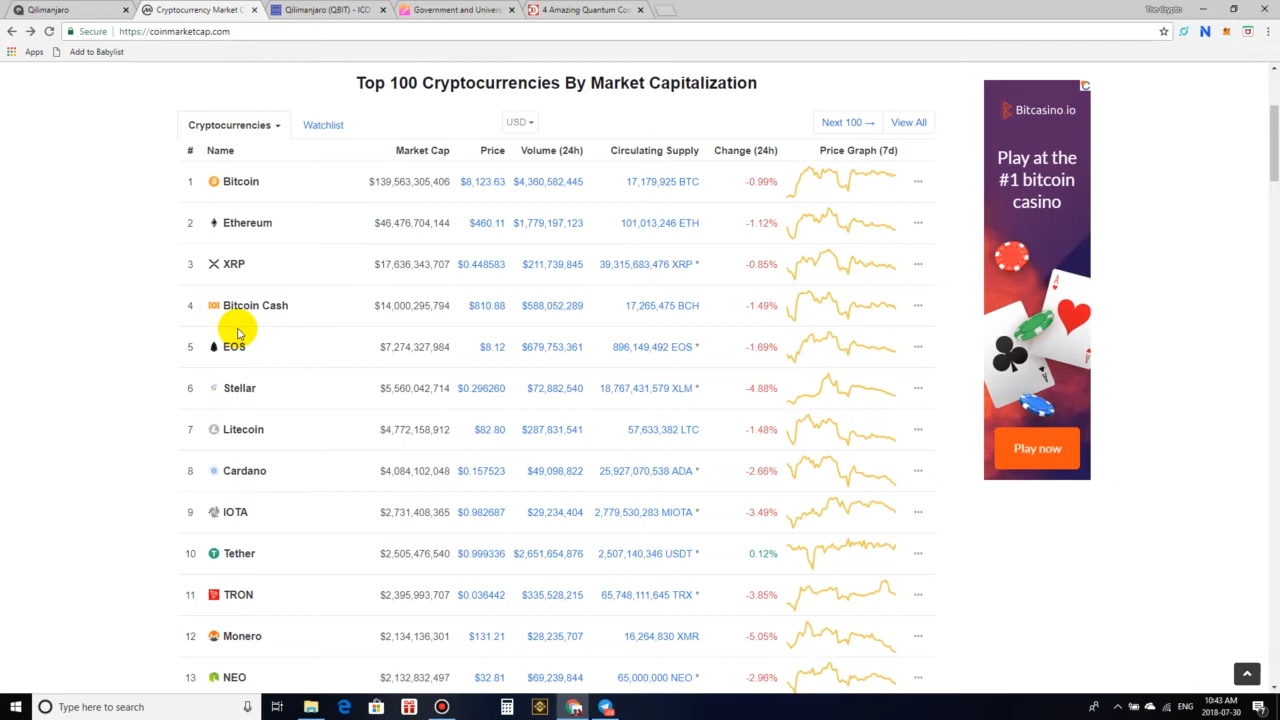 Qilimanjaro
Cryptocurrency Market C
Qilimanjaro (QBIT) - ICO
Government and Univers
4 Amazing Quantum Co
The Crypto
Secure
https://coinmarketcap.com
Apps
Add to Babylist
Top 100 Cryptocurrencies By Market Capitalization
Cryptocurrencies
Watchlist
USD
Next 100 →
View All
# Name Market Cap Price Volume (24h) Circulating Supply Change (24h) Price Graph (7d)
1 Bitcoin $139,563,305,406 $8,123.63 $4,360,582,445 17,179,925 BTC -0.99%
2 Ethereum $46,476,704,144 $460.11 $1,779,197,123 101,013,246 ETH -1.12%
3 XRP $17,636,343,707 $0.448583 $211,739,845 39,315,683,476 XRP * -0.85%
4 Bitcoin Cash $14,000,295,794 $810.88 $588,052,289 17,265,475 BCH -1.49%
5 EOS $7,274,327,984 $8.12 $679,753,361 896,149,492 EOS * -1.69%
6 Stellar $5,560,042,714 $0.296260 $72,882,540 18,767,431,579 XLM * -4.88%
7 Litecoin $4,772,158,912 $82.80 $287,831,541 57,633,382 LTC -1.48%
8 Cardano $4,084,102,048 $0.157523 $49,098,822 25,927,070,538 ADA * -2.66%
9 IOTA $2,731,408,365 $0.982687 $29,234,404 2,779,530,283 MIOTA * -3.49%
10 Tether $2,505,476,540 $0.999336 $2,651,654,876 2,507,140,346 USDT * 0.12%
11 TRON $2,395,993,707 $0.036442 $335,528,215 65,748,111,645 TRX * -3.85%
12 Monero $2,134,136,301 $131.21 $28,235,707 16,264,830 XMR -5.05%
13 NEO $2,132,832,497 $32.81 $69,239,844 65,000,000 NEO * -2.96%
Bitcasino.io
Play at the
#1 bitcoin
casino
A
Play now
Type here to search
ENG
10:43 AM
2018-07-30